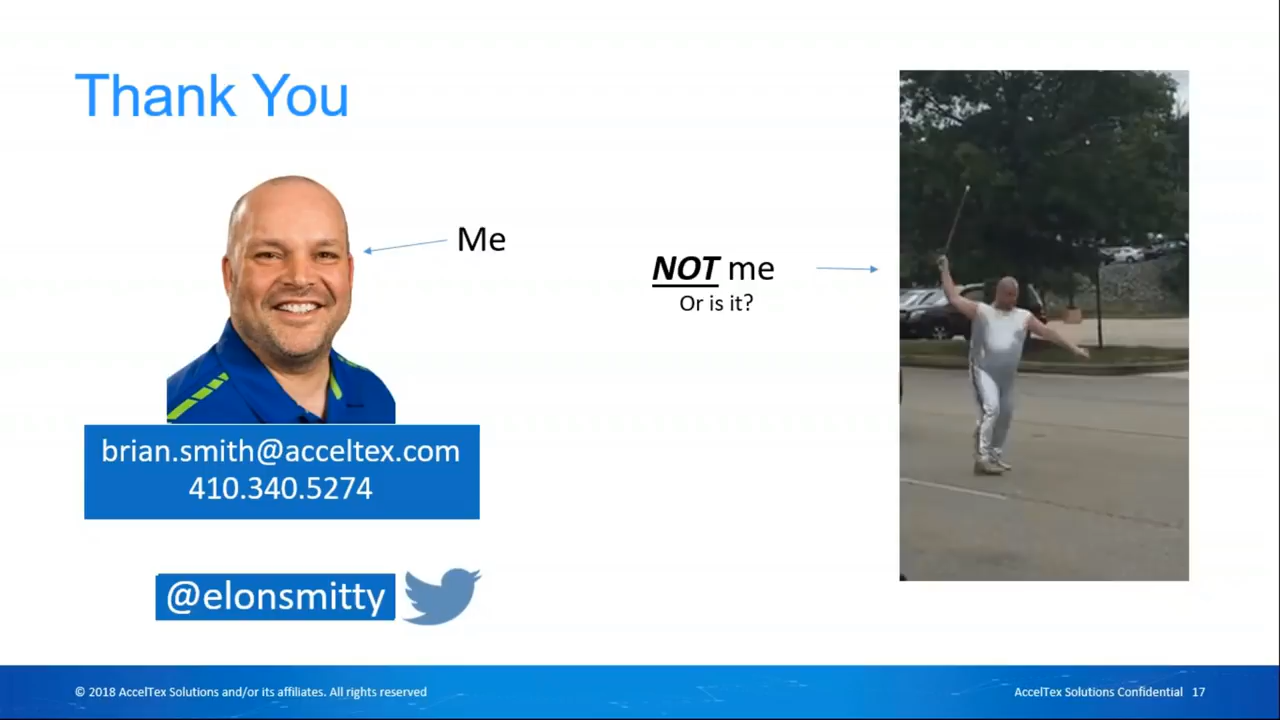 Thank You
Me
NOT me
Or is it?
brian.smith@acceltex.com
410.340.5274
@elonsmitty
© 2018 AccelTex Solutions and/or its affiliates. All rights reserved
AccelTex Solutions Confidential 17